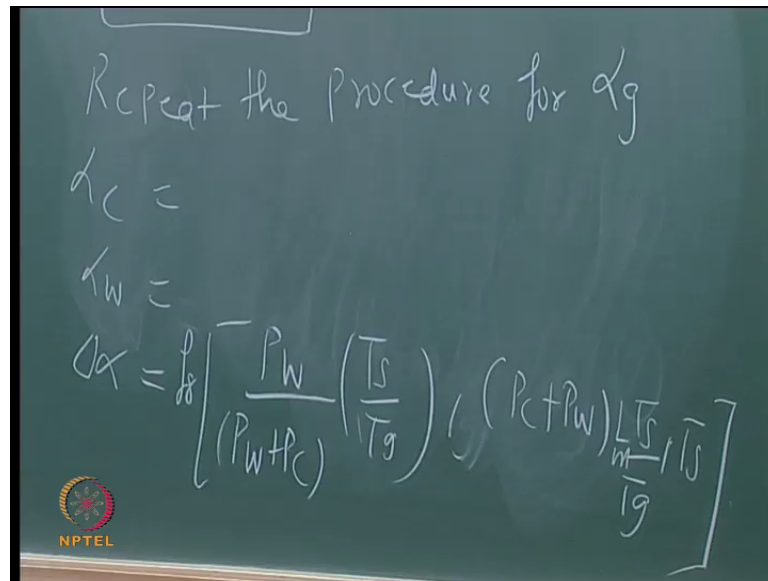 Repeat the procedure for αg
αc =
αw =
Δα = f8 [ Pw / (Pw+Pc) (Ts / Tg), (Pc+Pw) Lm Ts / Tg, Ts ]
NPTEL